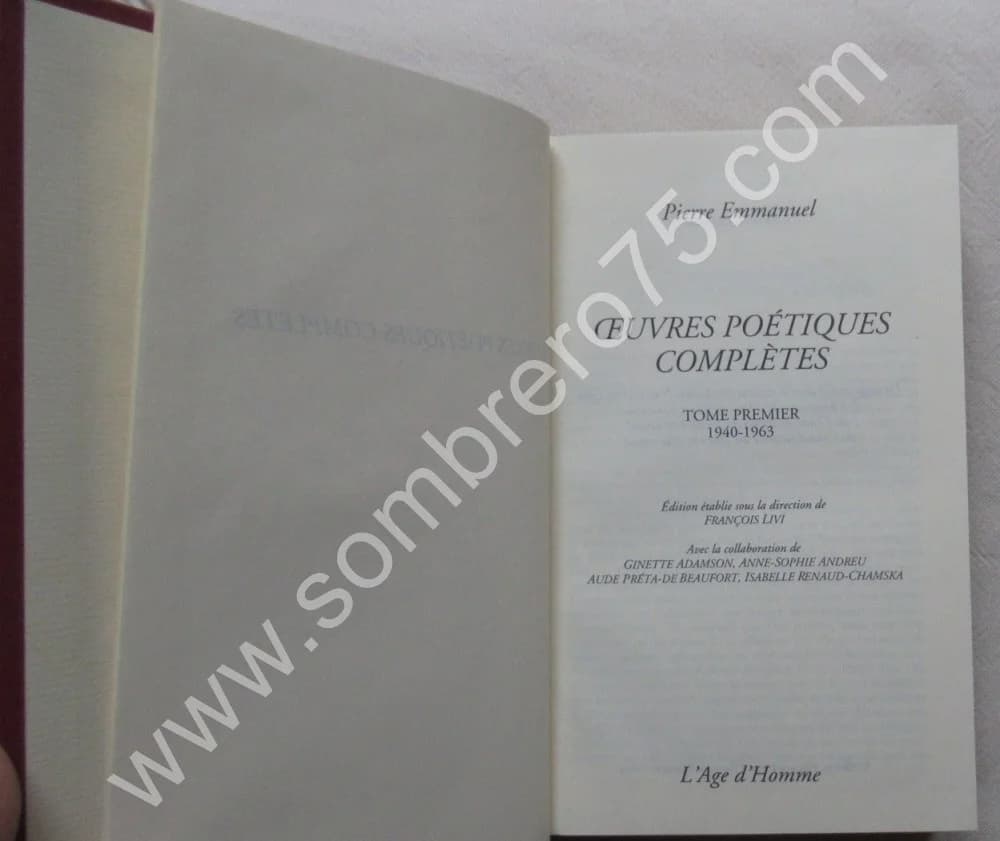 Pierre Emmanuel
ŒUVRES POÉTIQUES
COMPLÈTES
TOME PREMIER
1940-1963
Édition établie sous la direction de
FRANÇOIS LIVI
Avec la collaboration de
GINETTE ADAMSON, ANNE-SOPHIE ANDREU
AUDE PRÉTA-DE BEAUFORT, ISABELLE RENAUD-CHAMSKA
L'Age d'Homme
www.sombrero75.com